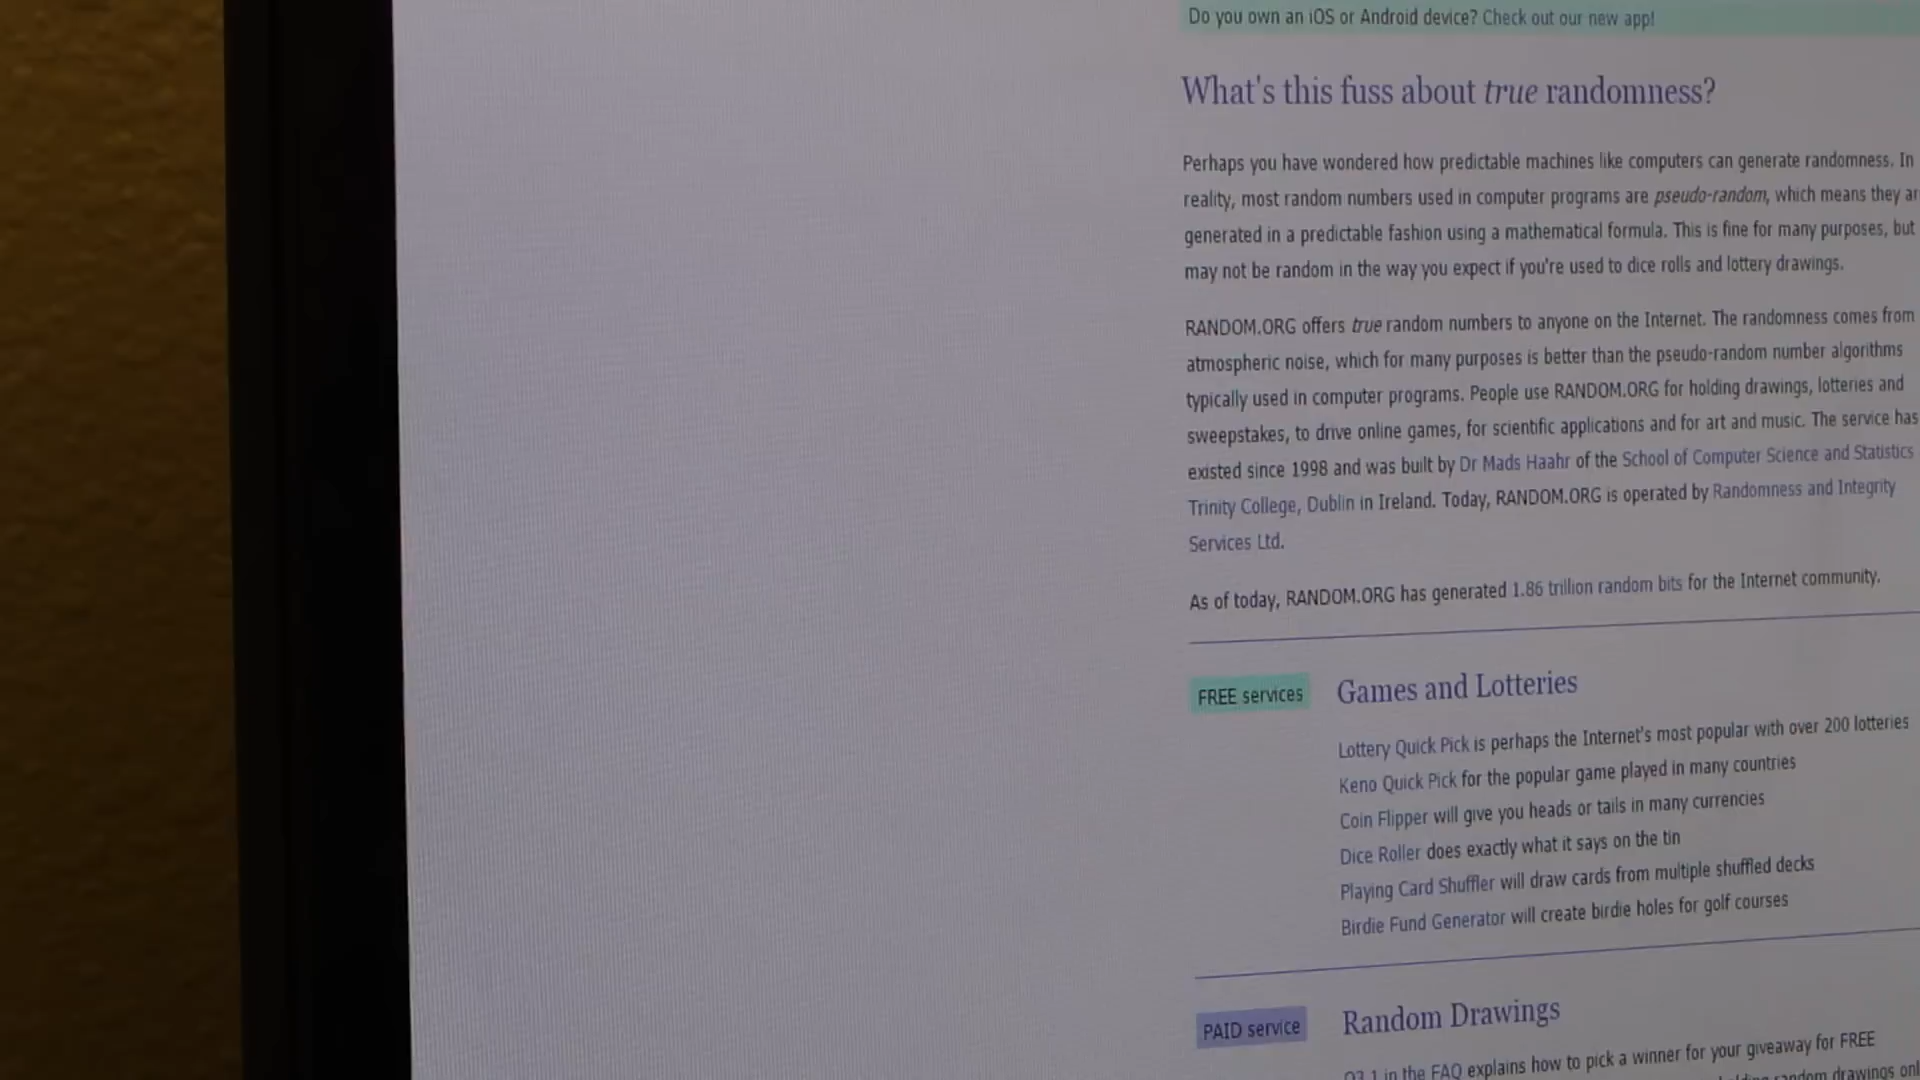 Do you own an iOS or Android device? Check out our new app!
What's this fuss about true randomness?
Perhaps you have wondered how predictable machines like computers can generate randomness. In
reality, most random numbers used in computer programs are pseudo-random, which means they
generated in a predictable fashion using a mathematical formula. This is fine for many purposes, but
may not be random in the way you expect if you're used to dice rolls and lottery drawings.
RANDOM.ORG offers true random numbers to anyone on the Internet. The randomness comes from
atmospheric noise, which for many purposes is better than the pseudo-random number algorithms
typically used in computer programs. People use RANDOM.ORG for holding drawings, lotteries and
sweepstakes, to drive online games, for scientific applications and for art and music. The service has
existed since 1998 and was built by Dr Mads Haahr of the School of Computer Science and Statistics
Trinity College, Dublin in Ireland. Today, RANDOM.ORG is operated by Randomness and Integrity
Services Ltd.
As of today, RANDOM.ORG has generated 1.86 trillion random bits for the Internet community.
FREE services
Games and Lotteries
Lottery Quick Pick is perhaps the Internet's most popular with over 200 lotteries
Keno Quick Pick for the popular game played in many countries
Coin Flipper will give you heads or tails in many currencies
Dice Roller does exactly what it says on the tin
Playing Card Shuffler will draw cards from multiple shuffled decks
Birdie Fund Generator will create birdie holes for golf courses
PAID service
Random Drawings
Q3.1 in the FAQ explains how to pick a winner for your giveaway for FREE
random drawings